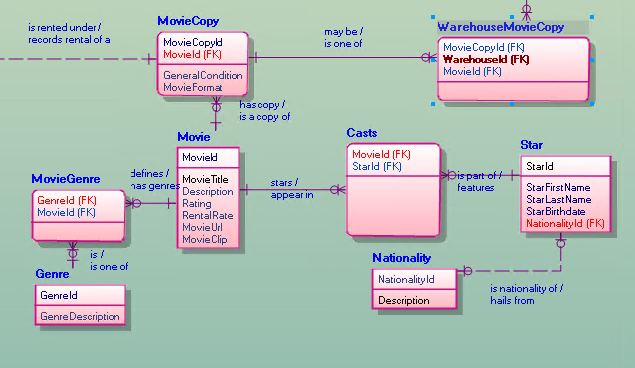 MovieCopy
WarehouseMovieCopy
is rented under /
records rental of a
MovieCopyId
MovieId (FK)
GeneralCondition
MovieFormat
may be /
is one of
MovieCopyId (FK)
WarehouseId (FK)
MovieId (FK)
has copy /
is a copy of
Movie
MovieId
MovieTitle
Description
Rating
RentalRate
MovieUrl
MovieClip
Casts
MovieId (FK)
StarId (FK)
Star
StarId
StarFirstName
StarLastName
StarBirthdate
NationalityId (FK)
MovieGenre
GenreId (FK)
MovieId (FK)
defines /
has genres
stars /
appear in
is part of /
features
is /
is one of
Genre
GenreId
GenreDescription
Nationality
NationalityId
Description
is nationality of /
hails from